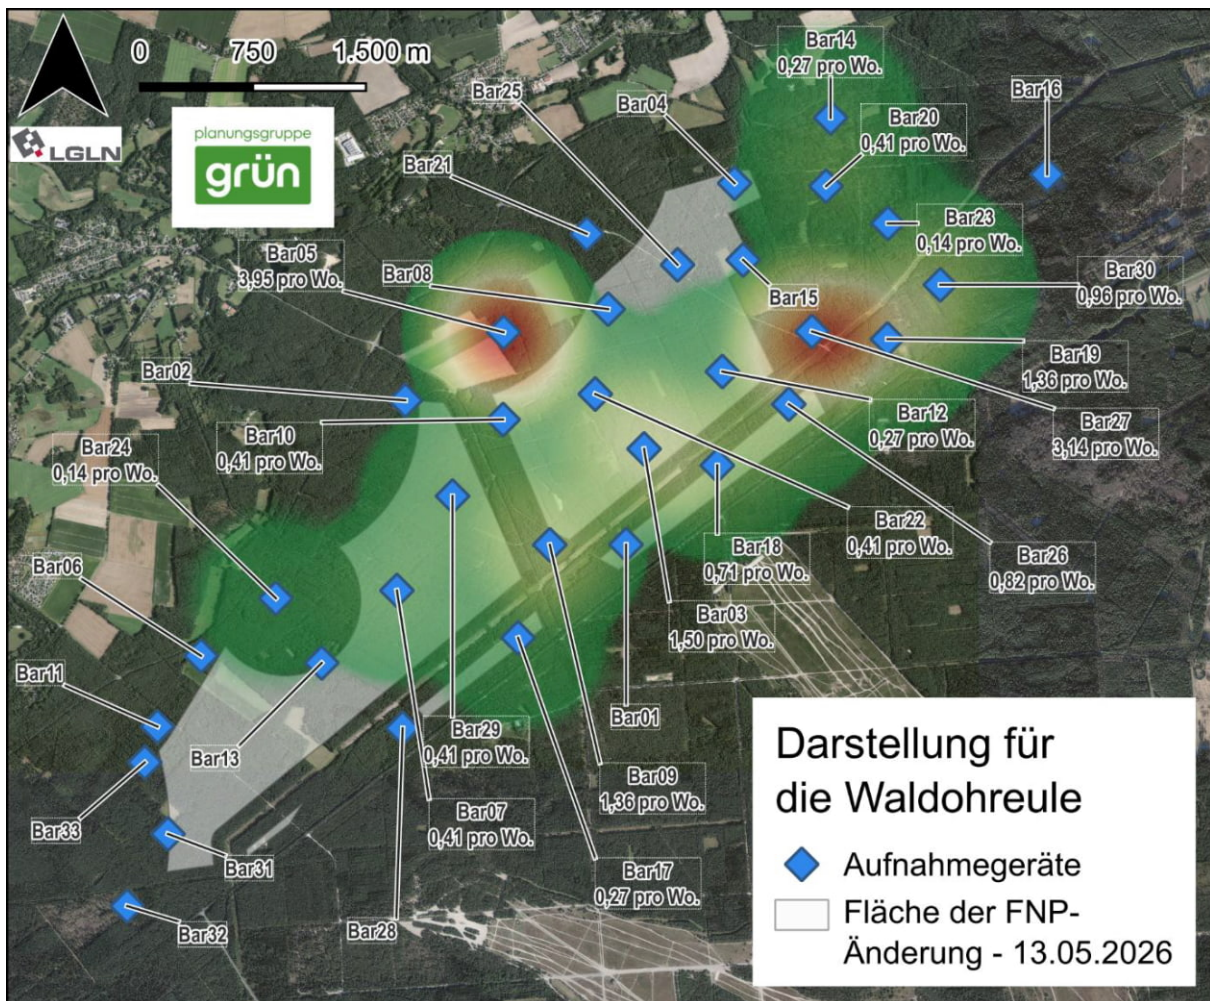 0 750 1.500 m
LGLN
planungsgruppe
grün
Bar14
0,27 pro Wo.
Bar25
Bar04
Bar16
Bar20
0,41 pro Wo.
Bar21
Bar23
0,14 pro Wo.
Bar05
3,95 pro Wo.
Bar08
Bar30
0,96 pro Wo.
Bar15
Bar19
1,36 pro Wo.
Bar02
Bar12
0,27 pro Wo.
Bar27
3,14 pro Wo.
Bar10
0,41 pro Wo.
Bar24
0,14 pro Wo.
Bar22
0,41 pro Wo.
Bar18
0,71 pro Wo.
Bar26
0,82 pro Wo.
Bar06
Bar03
1,50 pro Wo.
Bar11
Bar01
Bar29
0,41 pro Wo.
Bar13
Bar09
1,36 pro Wo.
Bar07
0,41 pro Wo.
Bar33
Bar31
Bar17
0,27 pro Wo.
Bar32
Bar28
Darstellung für
die Waldohreule
Aufnahmegeräte
Fläche der FNP-
Änderung - 13.05.2026